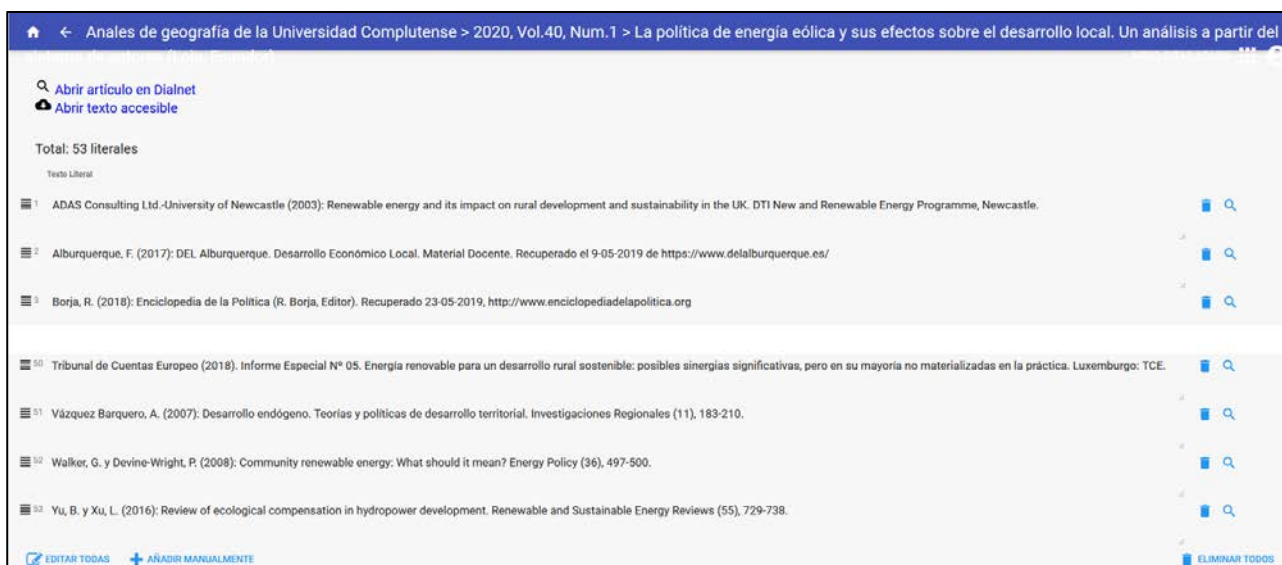 Anales de geografía de la Universidad Complutense > 2020, Vol.40, Num.1 > La política de energía eólica y sus efectos sobre el desarrollo local. Un análisis a partir del
Abrir artículo en Dialnet
Abrir texto accesible
Total: 53 literales
Texto Literal
1 ADAS Consulting Ltd.-University of Newcastle (2003): Renewable energy and its impact on rural development and sustainability in the UK. DTI New and Renewable Energy Programme, Newcastle.
2 Alburquerque, F. (2017): DEL Alburquerque. Desarrollo Económico Local. Material Docente. Recuperado el 9-05-2019 de https://www.delalburquerque.es/
3 Borja, R. (2018): Enciclopedia de la Política (R. Borja, Editor). Recuperado 23-05-2019, http://www.enciclopediadelapolitica.org
50 Tribunal de Cuentas Europeo (2018). Informe Especial Nº 05. Energía renovable para un desarrollo rural sostenible: posibles sinergias significativas, pero en su mayoría no materializadas en la práctica. Luxemburgo: TCE.
51 Vázquez Barquero, A. (2007): Desarrollo endógeno. Teorías y políticas de desarrollo territorial. Investigaciones Regionales (11), 183-210.
52 Walker, G. y Devine-Wright, P. (2008): Community renewable energy: What should it mean? Energy Policy (36), 497-500.
53 Yu, B. y Xu, L. (2016): Review of ecological compensation in hydropower development. Renewable and Sustainable Energy Reviews (55), 729-738.
EDITAR TODAS AÑADIR MANUALMENTE ELIMINAR TODOS